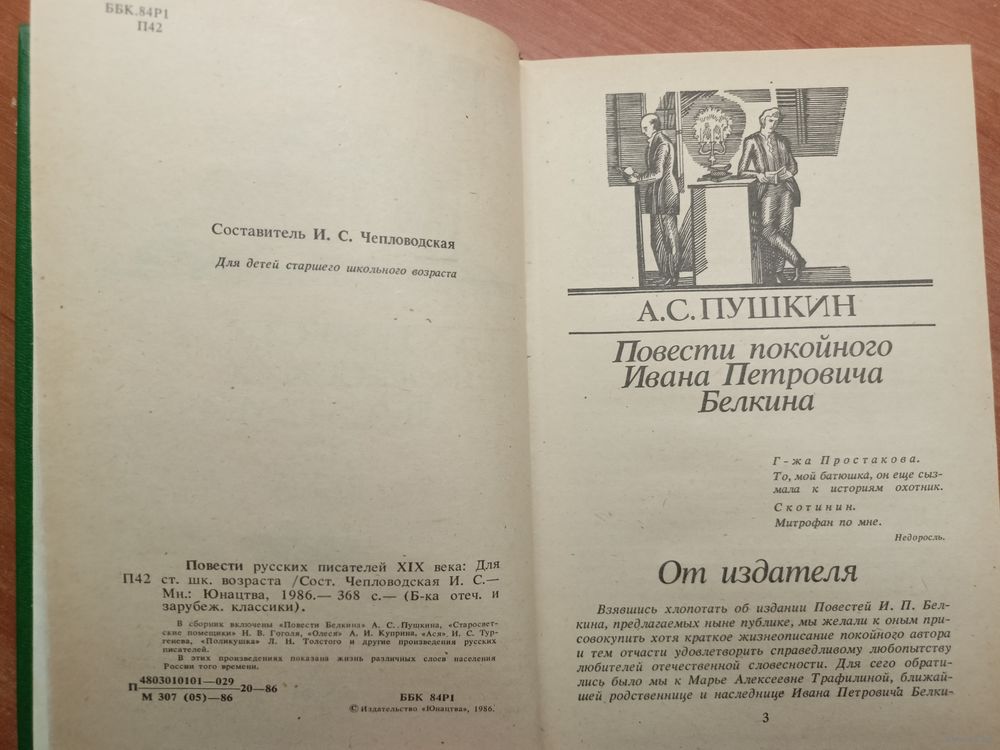 ББК.84Р1
П42
Составитель И. С. Чепловодская
Для детей старшего школьного возраста
Повести русских писателей XIX века: Для
П42 ст. шк. возраста /Сост. Чепловодская И. С.—
Мн.: Юнацтва, 1986.— 368 с.— (Б-ка отеч. и
зарубеж. классики).
В сборник включены «Повести Белкина» А. С. Пушкина, «Старосвет-
ские помещики» Н. В. Гоголя, «Олеся» А. И. Куприна, «Ася» И. С. Тур-
генева, «Поликушка» Л. Н. Толстого и другие произведения русских
писателей.
В этих произведениях показана жизнь различных слоев населения
России того времени.
П 4803010101—029
М 307 (05)—86 20—86
ББК 84Р1
© Издательство «Юнацтва», 1986.
А.С.ПУШКИН
Повести покойного
Ивана Петровича
Белкина
Г-жа Простакова.
То, мой батюшка, он еще сыз-
мала к историям охотник.
Скотинин.
Митрофан по мне.
Недоросль.
От издателя
Взявшись хлопотать об издании Повестей И. П. Бел-
кина, предлагаемых ныне публике, мы желали к оным при-
совокупить хотя краткое жизнеописание покойного автора
и тем отчасти удовлетворить справедливому любопытству
любителей отечественной словесности. Для сего обрати-
лись было мы к Марье Алексеевне Трафилиной, ближай-
шей родственнице и наследнице Ивана Петровича Белки-
3